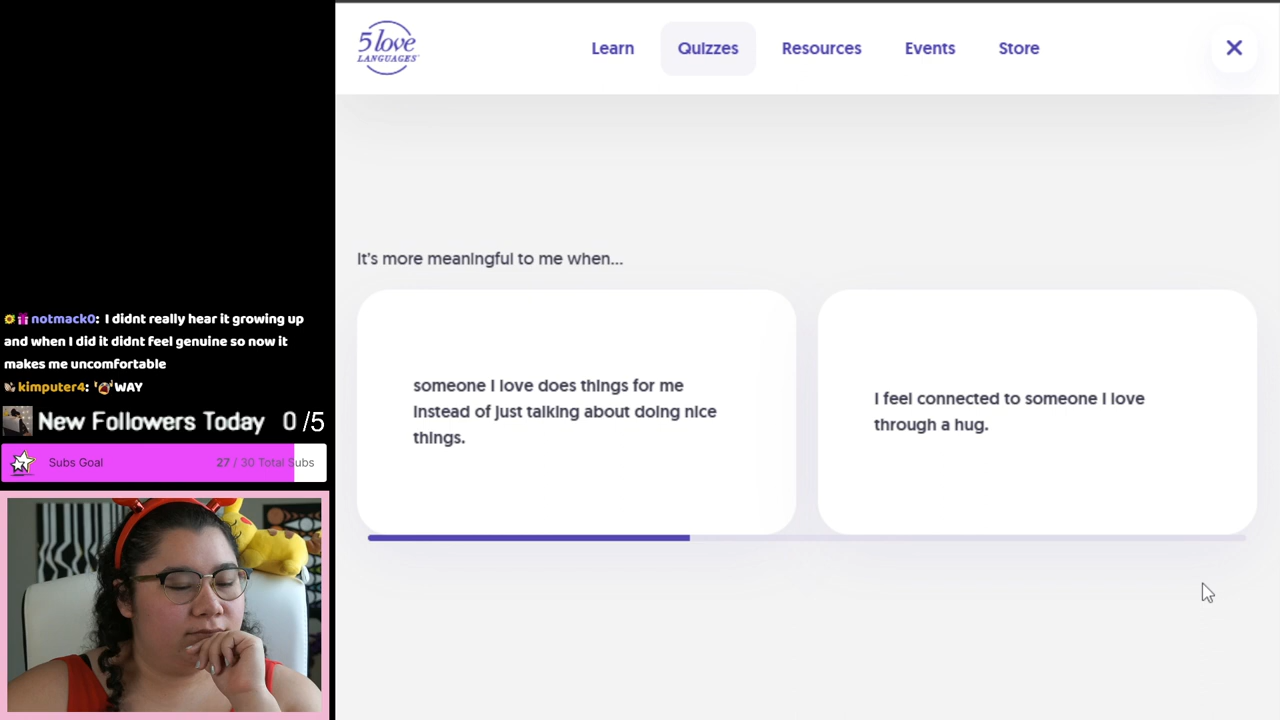 5 love
LANGUAGES
Learn
Quizzes
Resources
Events
Store
It's more meaningful to me when...
someone I love does things for me
instead of just talking about doing nice
things.
I feel connected to someone I love
through a hug.
notmack0: I didnt really hear it growing up
and when I did it didnt feel genuine so now it
makes me uncomfortable
kimputer4: WAY
New Followers Today 0 /5
Subs Goal 27 / 30 Total Subs